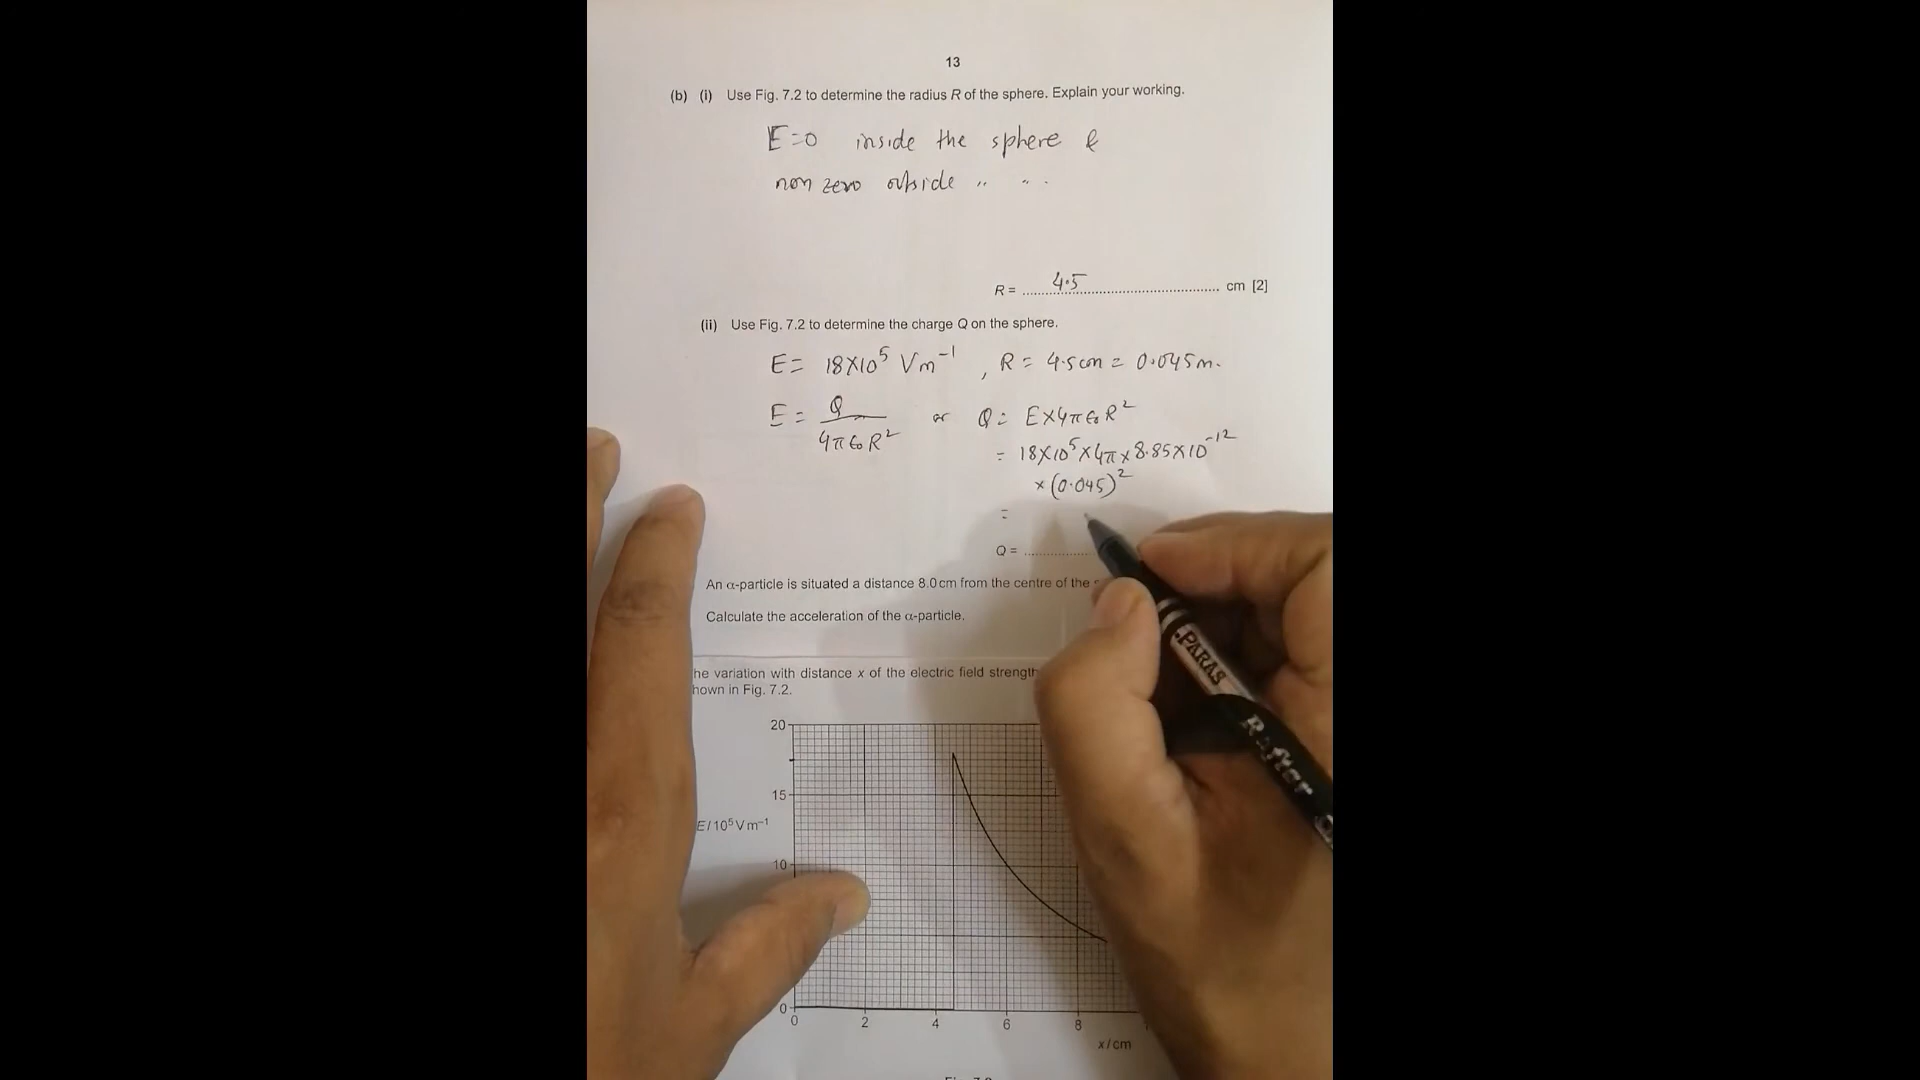 13
(b) (i) Use Fig. 7.2 to determine the radius R of the sphere. Explain your working.
E=0 inside the sphere &
non zero outside " "
R = 4.5 cm [2]
(ii) Use Fig. 7.2 to determine the charge Q on the sphere.
E = 18×10⁵ Vm⁻¹ , R = 4.5cm = 0.045m.
E = Q / 4πε₀R² or Q = E×4πε₀R²
= 18×10⁵×4π×8.85×10⁻¹²
×(0.045)²
=
Q =
An α-particle is situated a distance 8.0 cm from the centre of the
Calculate the acceleration of the α-particle.
he variation with distance x of the electric field strength
hown in Fig. 7.2.
20
15
E/10⁵Vm⁻¹
10
0
0 2 4 6 8
x/cm
PARAS